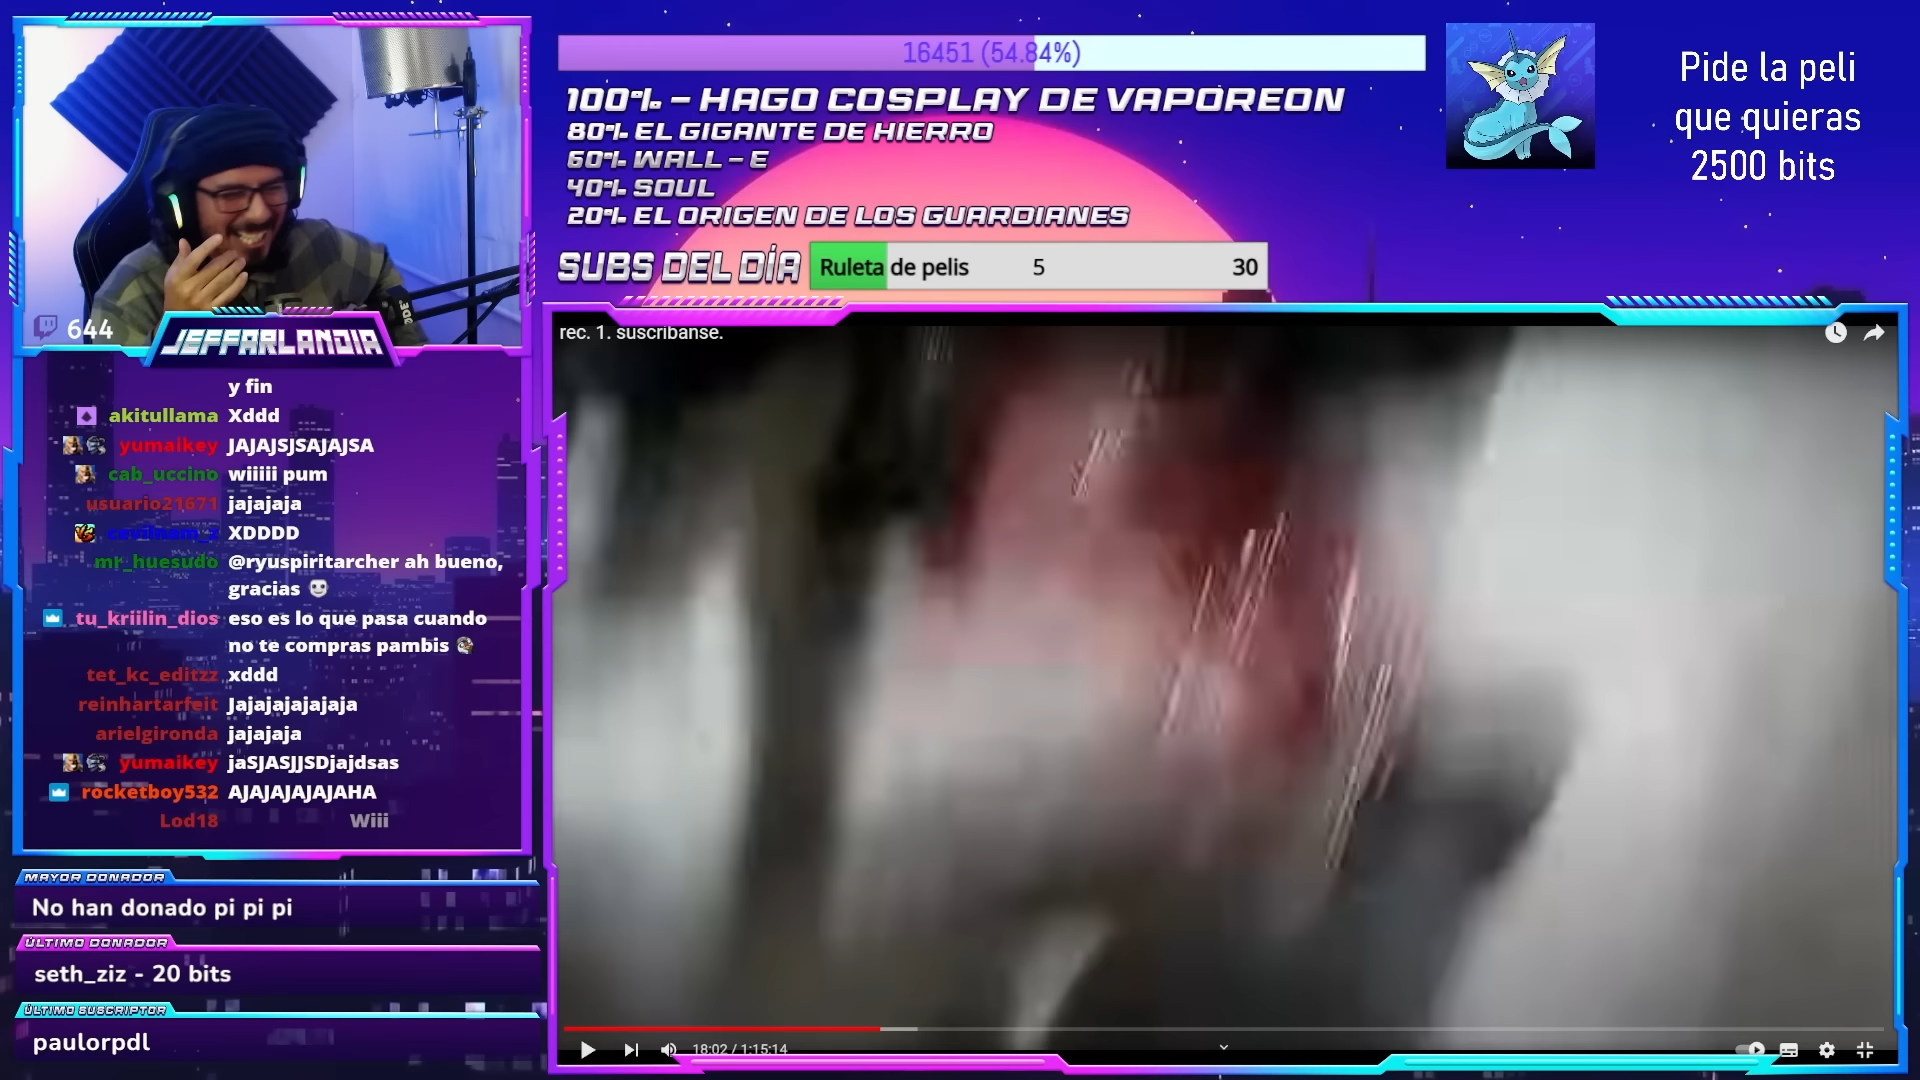 644
JEFFARLANDIA
y fin
akitullama Xddd
yumaikey JAJAJSJSAJAJSA
cab_uccino wiiiii pum
usuario21671 jajajaja
cevilnam_z XDDDD
mr_huesudo @ryuspiritarcher ah bueno,
gracias
tu_kriilin_dios eso es lo que pasa cuando
no te compras pambis
tet_kc_editzz xddd
reinhartarfeit Jajajajajajaja
arielgironda jajajaja
yumaikey jaSJASJJSDjajdsas
rocketboy532 AJAJAJAJAJAHA
Lod18 Wiii
MAYOR DONADOR
No han donado pi pi pi
ÚLTIMO DONADOR
seth_ziz - 20 bits
ÚLTIMO SUSCRIPTOR
paulorpdl
16451 (54.84%)
100% - HAGO COSPLAY DE VAPOREON
80% EL GIGANTE DE HIERRO
60% WALL - E
40% SOUL
20% EL ORIGEN DE LOS GUARDIANES
SUBS DEL DÍA
Ruleta de pelis 5 30
Pide la peli
que quieras
2500 bits
rec. 1. suscribanse.
18:02 / 1:15:14